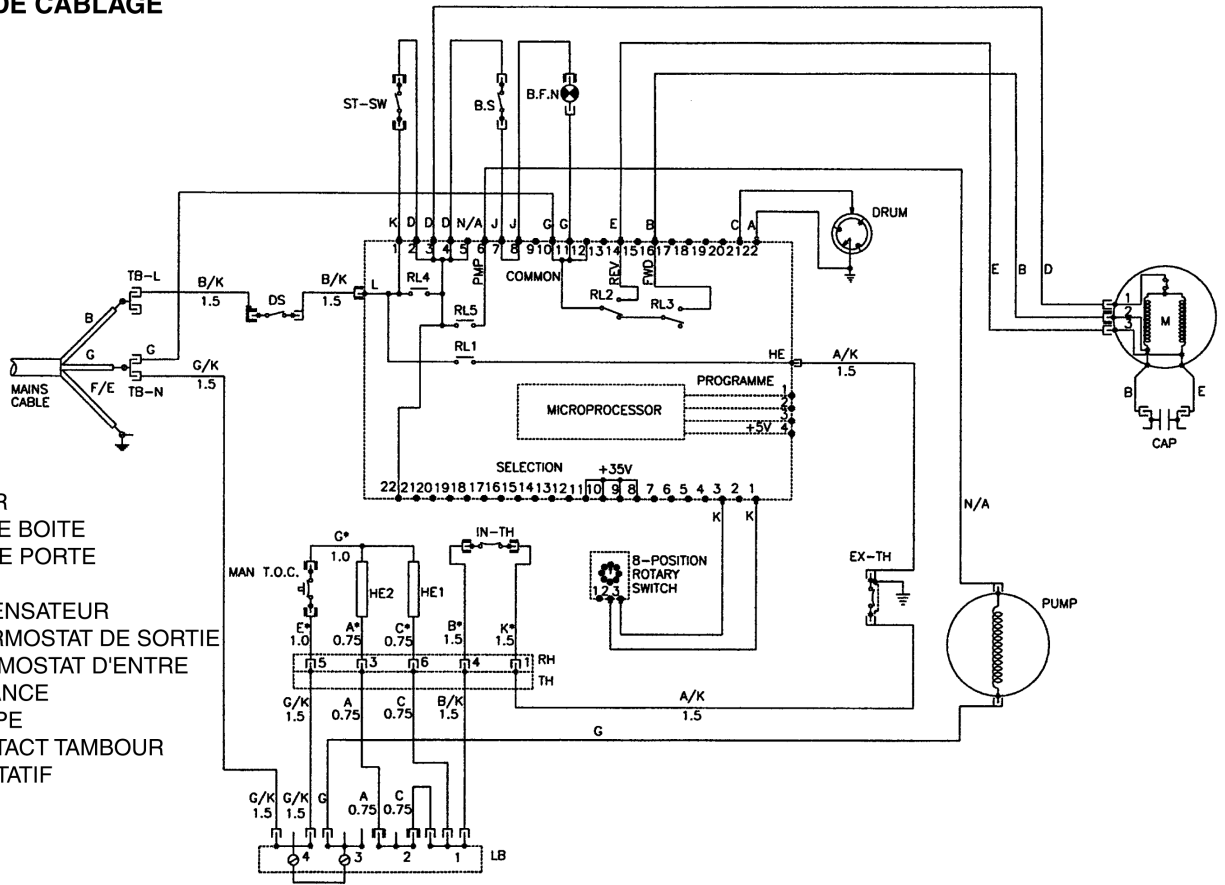 DE CABLAGE
ST-SW
B.S
B.F.N
K D D D N/A J J G G E B C A
1 2 3 4 5 6 7 8 9 10 11 12 13 14 15 16 17 18 19 20 21 22
DRUM
PMP
COMMON
REV
FWD
TB-L
B/K
1.5
DS
B/K
1.5
L
RL4
RL5
RL1
RL2
RL3
E B D
1
2
3
M
B
E
CAP
B
G
F/E
MAINS
CABLE
G
TB-N
G/K
1.5
HE
A/K
1.5
PROGRAMME
MICROPROCESSOR
1
2
3
+5V 4
SELECTION
+35V
22 21 20 19 18 17 16 15 14 13 12 11 10 9 8 7 6 5 4 3 2 1
K
K
N/A
R
E BOITE
E PORTE
ENSATEUR
RMOSTAT DE SORTIE
MOSTAT D'ENTRE
ANCE
PE
TACT TAMBOUR
TATIF
G*
1.0
IN-TH
MAN T.O.C.
HE2
HE1
8-POSITION
ROTARY
SWITCH
1 2 3
EX-TH
PUMP
E*
1.0
A*
0.75
C*
0.75
B*
1.5
K*
1.5
5 3 6 4 1
RH
TH
G/K
1.5
A
0.75
C
0.75
B/K
1.5
A/K
1.5
G
G/K
1.5
G/K
1.5
G
A
0.75
C
0.75
4 3 2 1
LB